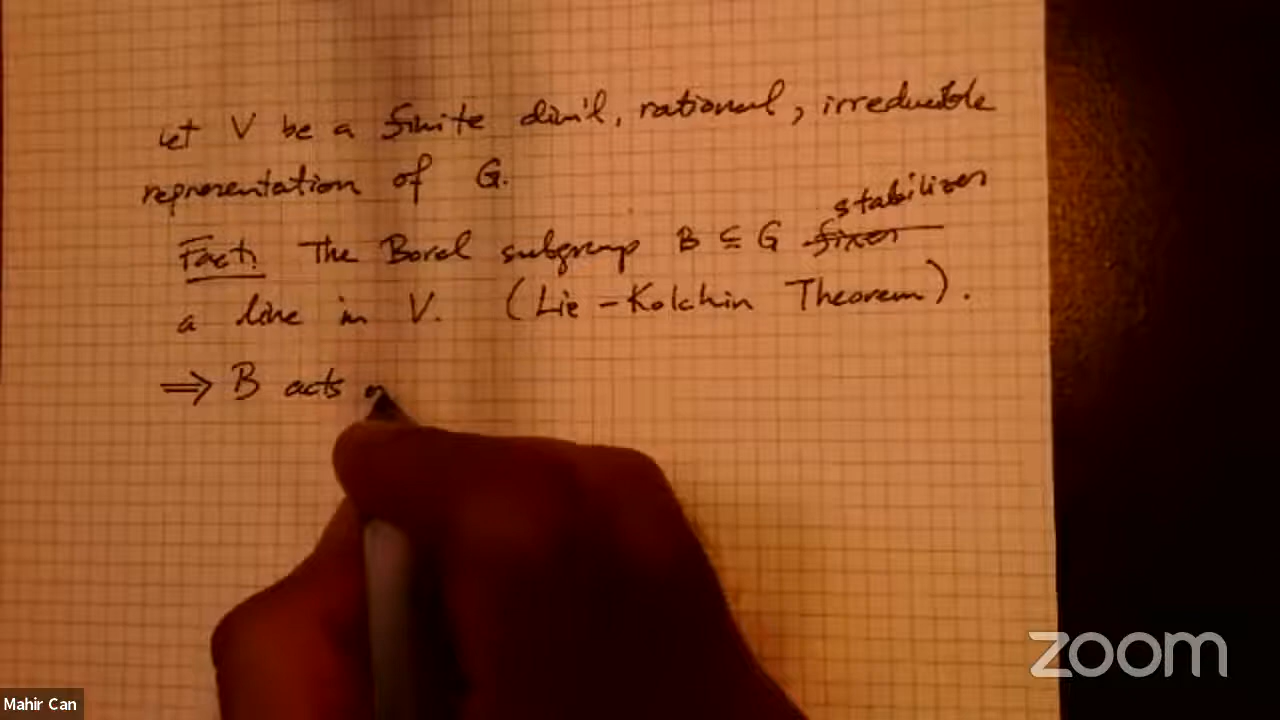 Let V be a finite dim'l, rational, irreducible
representation of G.
Fact: The Borel subgroup B ⊆ G fixes stabilizes
a line in V. (Lie-Kolchin Theorem).
⟹ B acts o
zoom
Mahir Can